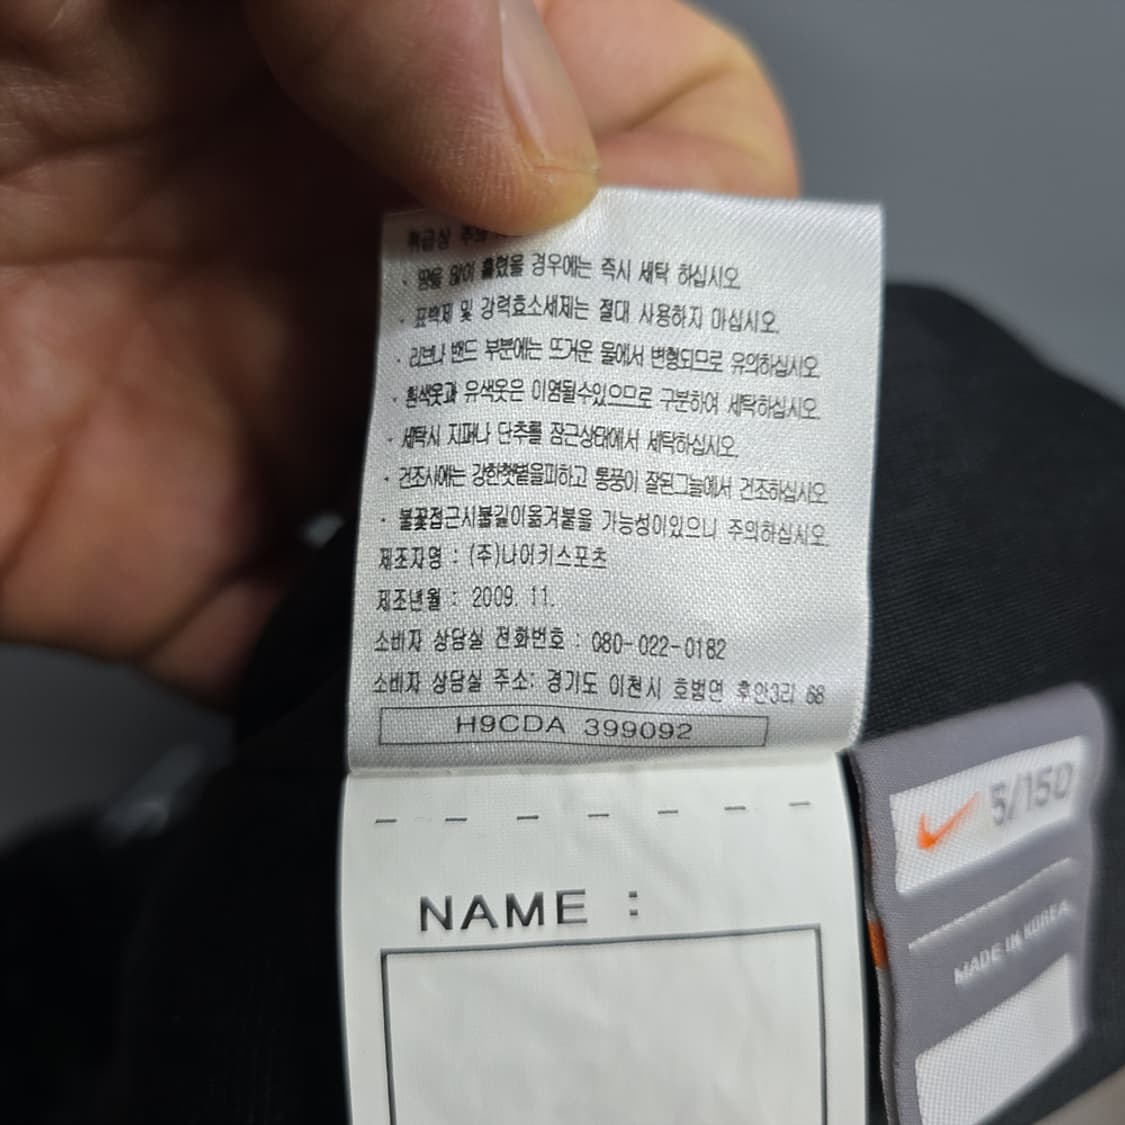 취급상 주의
· 땀을 많이 흘렸을 경우에는 즉시 세탁 하십시오
· 표백제 및 강력효소세제는 절대 사용하지 마십시오.
· 리브나 밴드 부분에는 뜨거운 물에서 변형되므로 유의하십시오
· 흰색옷과 유색옷은 이염될수있으므로 구분하여 세탁하십시오
· 세탁시 지퍼나 단추를 잠근상태에서 세탁하십시오.
· 건조시에는 강한햇볕을피하고 통풍이 잘된그늘에서 건조하십시오
· 불꽃접근시불길이옮겨붙을 가능성이있으니 주의하십시오.
제조자명 : (주)나이키스포츠
제조년월 : 2009. 11.
소비자 상담실 전화번호 : 080-022-0182
소비자 상담실 주소: 경기도 이천시 호법면 후안3리 68
H9CDA 399092
NAME :
5/150
MADE IN KOREA